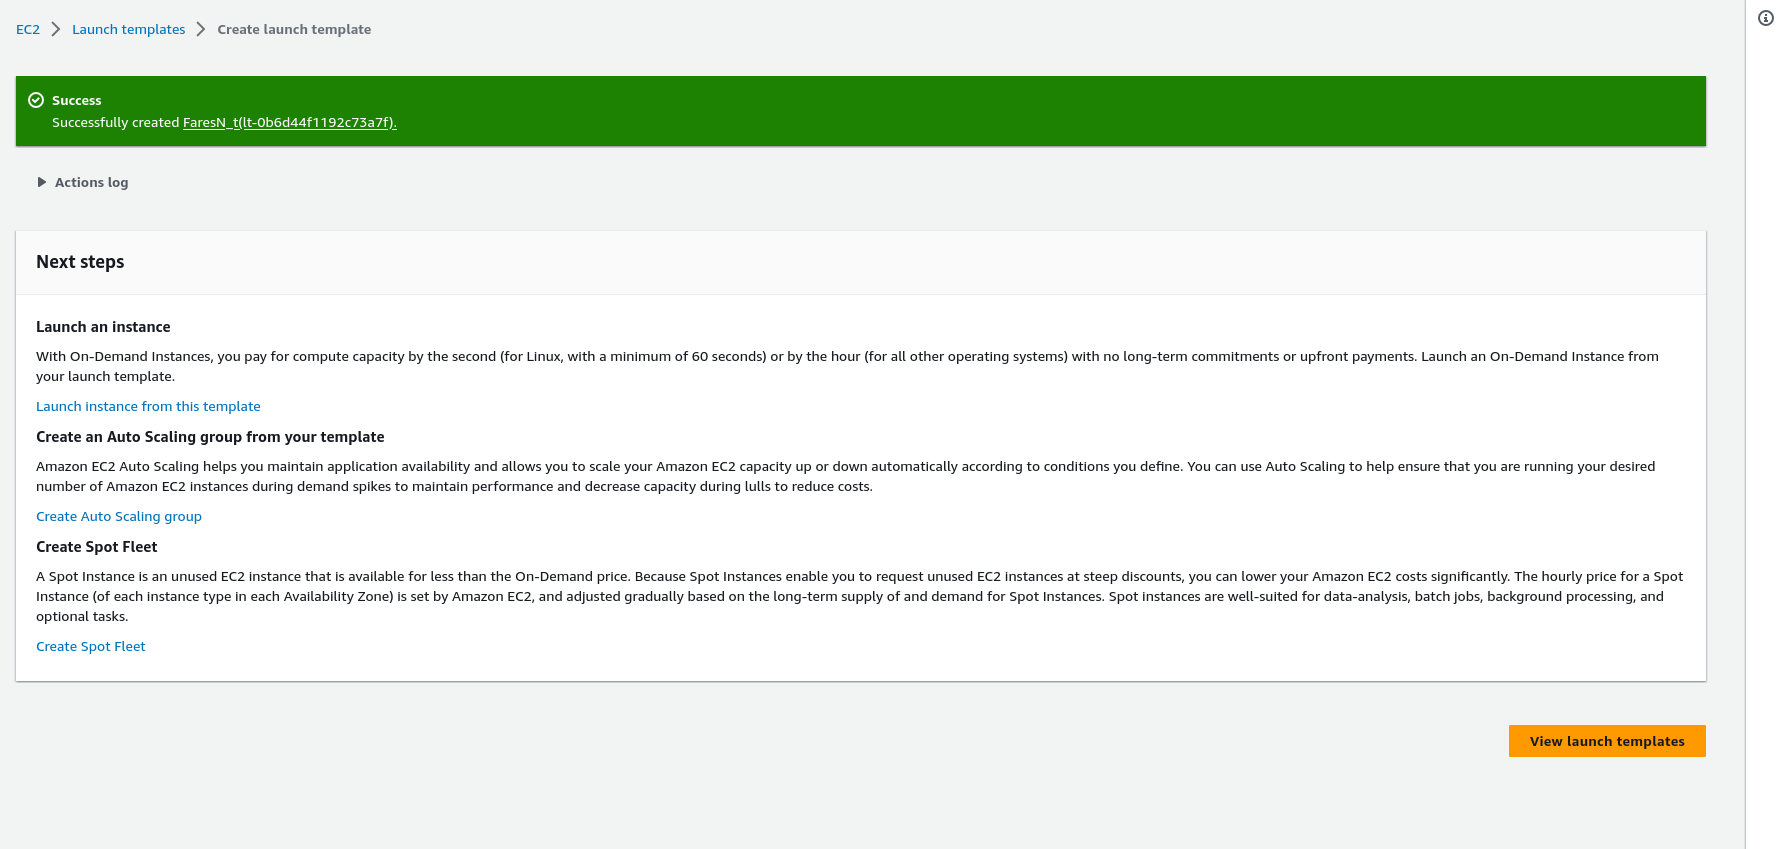 EC2 Launch templates Create launch template
Success
Successfully created FaresN_t(lt-0b6d44f1192c73a7f).
Actions log
Next steps
Launch an instance
With On-Demand Instances, you pay for compute capacity by the second (for Linux, with a minimum of 60 seconds) or by the hour (for all other operating systems) with no long-term commitments or upfront payments. Launch an On-Demand Instance from
your launch template.
Launch instance from this template
Create an Auto Scaling group from your template
Amazon EC2 Auto Scaling helps you maintain application availability and allows you to scale your Amazon EC2 capacity up or down automatically according to conditions you define. You can use Auto Scaling to help ensure that you are running your desired
number of Amazon EC2 instances during demand spikes to maintain performance and decrease capacity during lulls to reduce costs.
Create Auto Scaling group
Create Spot Fleet
A Spot Instance is an unused EC2 instance that is available for less than the On-Demand price. Because Spot Instances enable you to request unused EC2 instances at steep discounts, you can lower your Amazon EC2 costs significantly. The hourly price for a Spot
Instance (of each instance type in each Availability Zone) is set by Amazon EC2, and adjusted gradually based on the long-term supply of and demand for Spot Instances. Spot instances are well-suited for data-analysis, batch jobs, background processing, and
optional tasks.
Create Spot Fleet
View launch templates